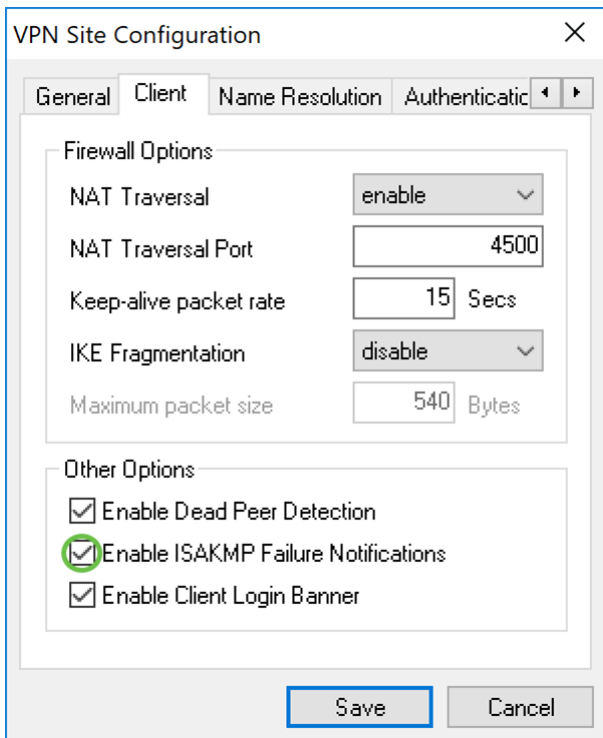 VPN Site Configuration
General Client Name Resolution Authenticatic
Firewall Options
NAT Traversal enable
NAT Traversal Port 4500
Keep-alive packet rate 15 Secs
IKE Fragmentation disable
Maximum packet size 540 Bytes
Other Options
Enable Dead Peer Detection
Enable ISAKMP Failure Notifications
Enable Client Login Banner
Save Cancel